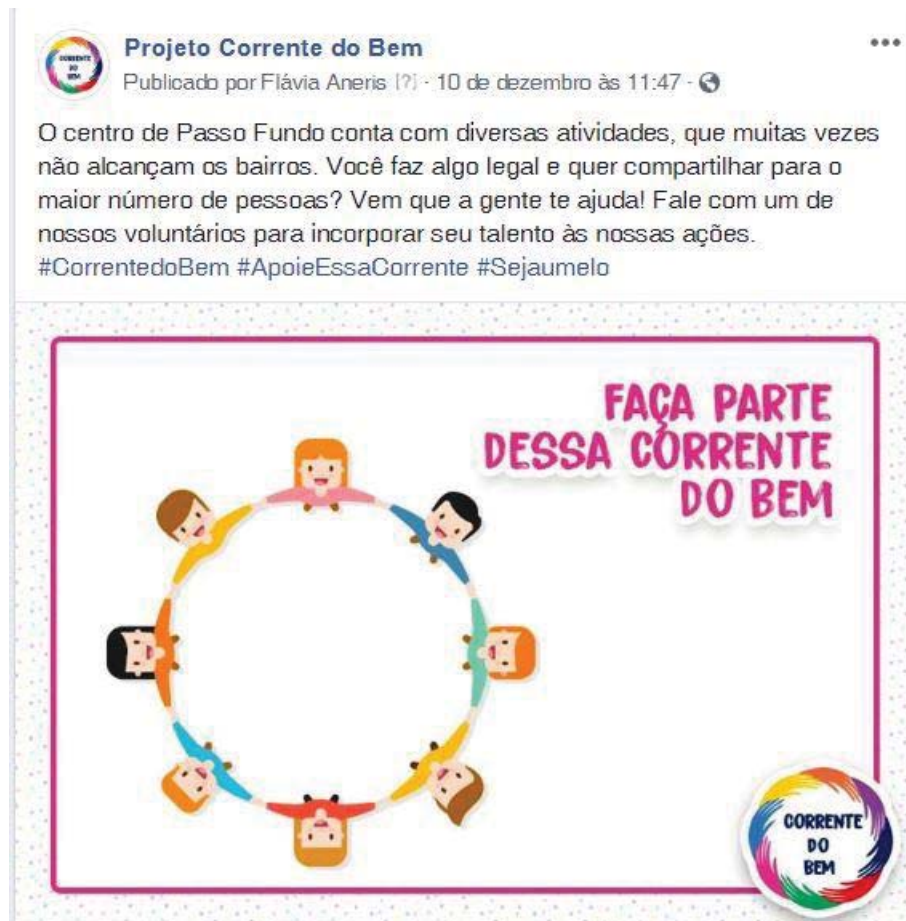 Projeto Corrente do Bem
Publicado por Flávia Aneris [?] · 10 de dezembro às 11:47 ·
O centro de Passo Fundo conta com diversas atividades, que muitas vezes
não alcançam os bairros. Você faz algo legal e quer compartilhar para o
maior número de pessoas? Vem que a gente te ajuda! Fale com um de
nossos voluntários para incorporar seu talento às nossas ações.
#CorrentedoBem #ApoieEssaCorrente #Sejaumelo
FAÇA PARTE
DESSA CORRENTE
DO BEM
CORRENTE
DO
BEM